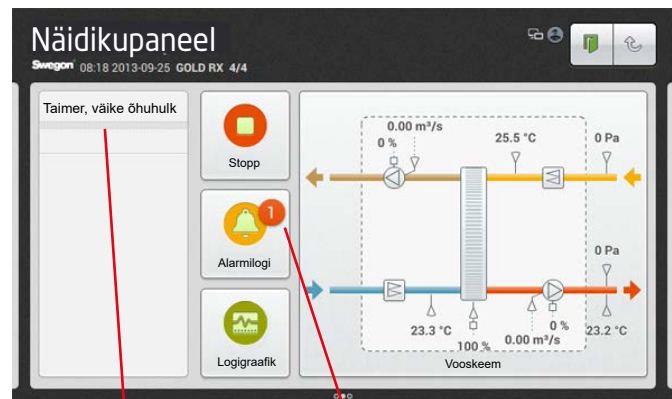 Näidikupaneel
Swegon 08:18 2013-09-25 GOLD RX 4/4
Taimer, väike õhuhulk
Stopp
1
Alarmilogi
Logigraafik
0.00 m³/s
0 %
25.5 °C
0 Pa
0 Pa
23.3 °C
100 %
0.00 m³/s
0 %
23.2 °C
Vooskeem